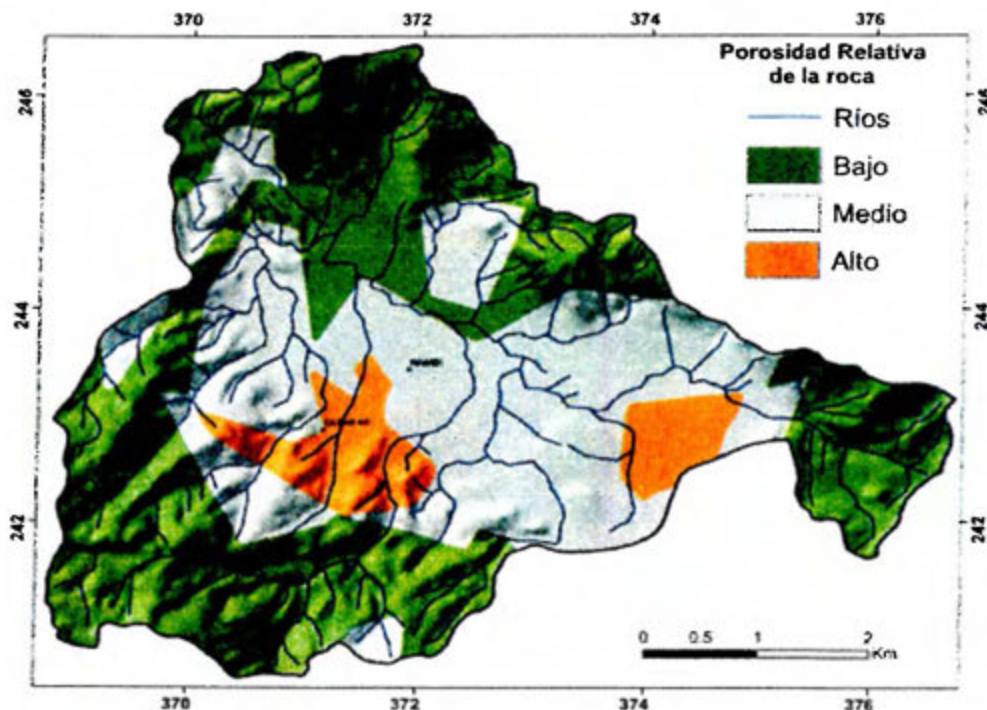 370 372 374 376
Porosidad Relativa
de la roca
Ríos
Bajo
Medio
Alto
246 246
244 244
242 242
0 0.5 1 2
Km
370 372 374 376